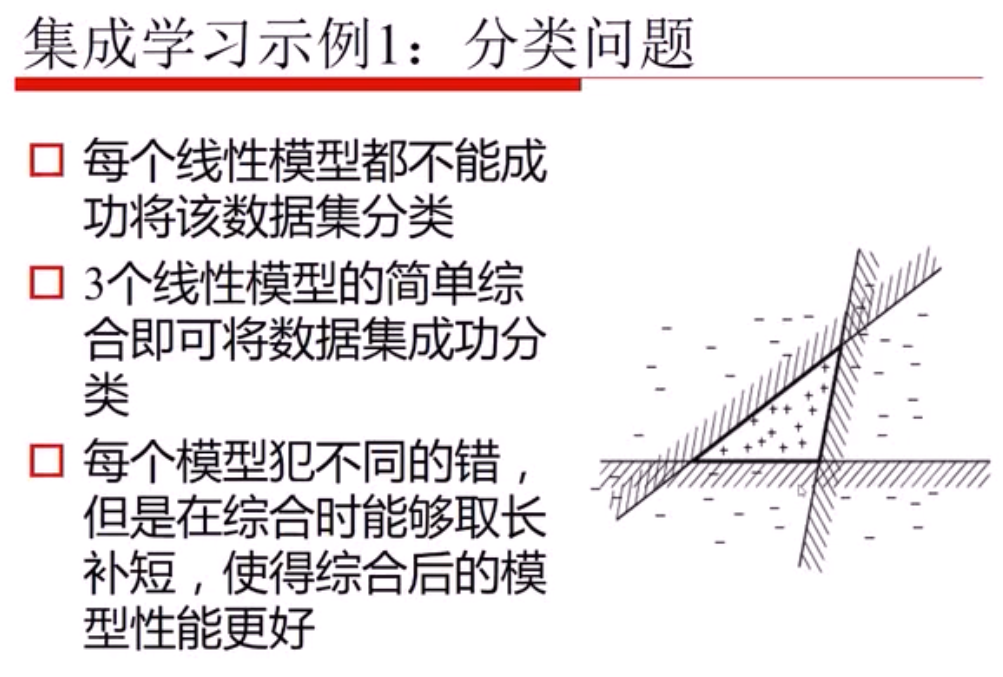 集成学习示例1：分类问题
每个线性模型都不能成
功将该数据集分类
3个线性模型的简单综
合即可将数据集成功分
类
每个模型犯不同的错，
但是在综合时能够取长
补短，使得综合后的模
型性能更好